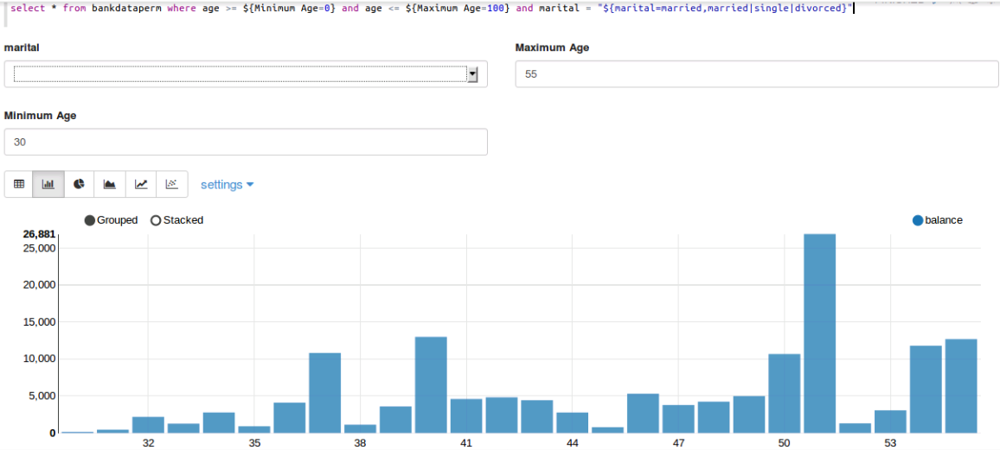 select * from bankdataperm where age >= ${Minimum Age=0} and age <= ${Maximum Age=100} and marital = "${marital=married,married|single|divorced}"
marital
Maximum Age
55
Minimum Age
30
settings
Grouped Stacked
balance
26,881
25,000
20,000
15,000
10,000
5,000
0
32 35 38 41 44 47 50 53